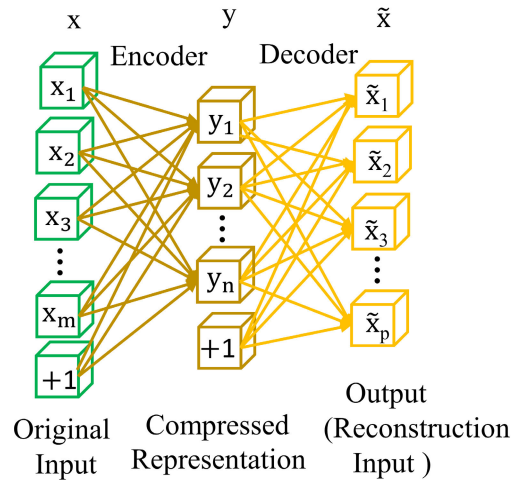 x y x̃
Encoder Decoder
x₁ y₁ x̃₁
x₂ y₂ x̃₂
x₃ x̃₃
yₙ
xₘ x̃ₚ
+1 +1
Original
Input
Compressed
Representation
Output
(Reconstruction
Input )